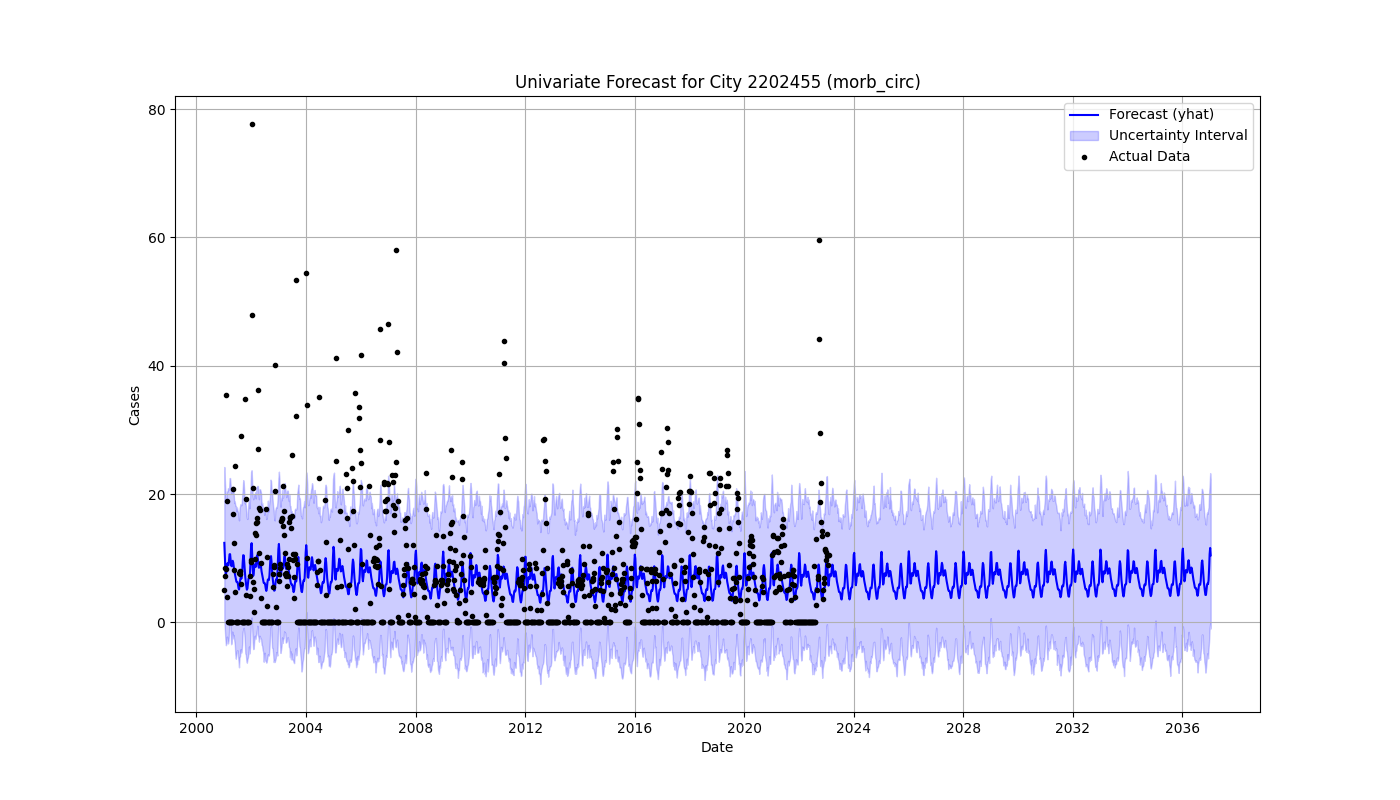 Univariate Forecast for City 2202455 (morb_circ)
Forecast (yhat)
Uncertainty Interval
Actual Data
80
60
40
20
0
Cases
2000
2004
2008
2012
2016
2020
2024
2028
2032
2036
Date